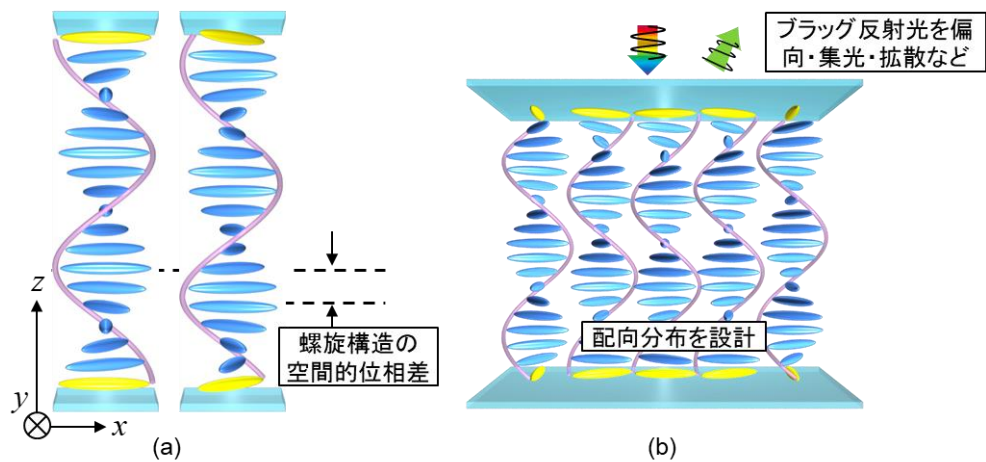 ブラッグ反射光を偏
向・集光・拡散など
螺旋構造の
空間的位相差
配向分布を設計
z
y
x
(a)
(b)